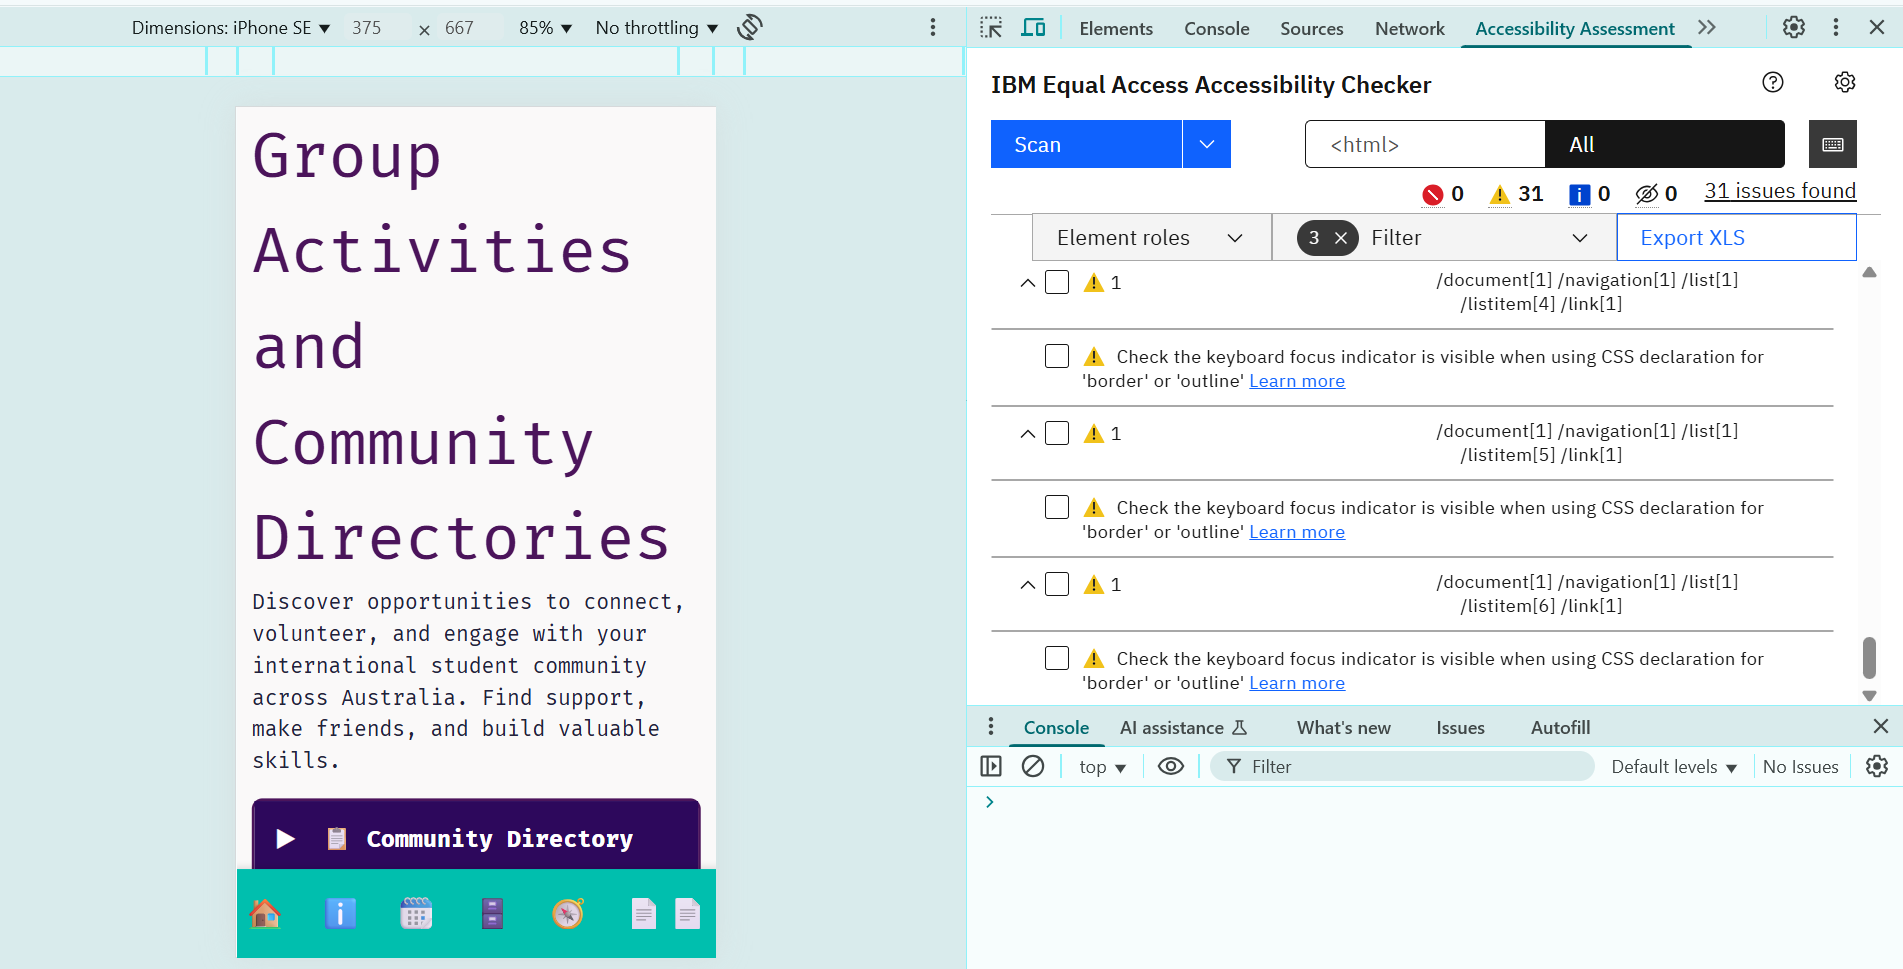 Dimensions: iPhone SE ▼ 375 × 667 85% ▼ No throttling ▼
Elements Console Sources Network Accessibility Assessment
IBM Equal Access Accessibility Checker
Scan <html> All
0 31 0 0 31 issues found
Element roles 3 × Filter Export XLS
1 /document[1] /navigation[1] /list[1]
/listitem[4] /link[1]
Check the keyboard focus indicator is visible when using CSS declaration for
'border' or 'outline' Learn more
1 /document[1] /navigation[1] /list[1]
/listitem[5] /link[1]
Check the keyboard focus indicator is visible when using CSS declaration for
'border' or 'outline' Learn more
1 /document[1] /navigation[1] /list[1]
/listitem[6] /link[1]
Check the keyboard focus indicator is visible when using CSS declaration for
'border' or 'outline' Learn more
Console AI assistance What's new Issues Autofill
top ▼ Filter Default levels ▼ No Issues
Group
Activities
and
Community
Directories
Discover opportunities to connect,
volunteer, and engage with your
international student community
across Australia. Find support,
make friends, and build valuable
skills.
▶ 📋 Community Directory